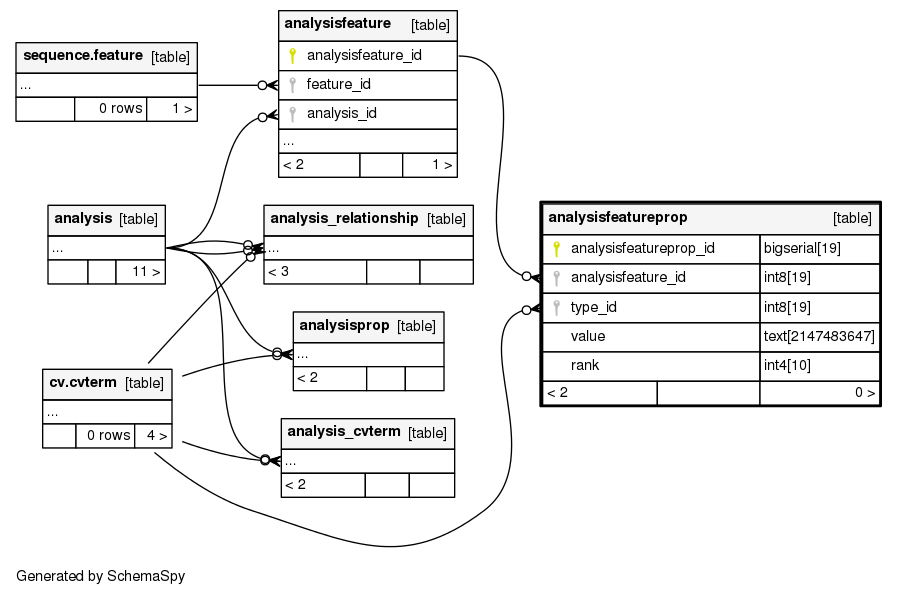 sequence.feature [table]
...
0 rows 1 >
analysisfeature [table]
analysisfeature_id
feature_id
analysis_id
...
< 2 1 >
analysis [table]
...
11 >
analysis_relationship [table]
...
< 3
analysisfeatureprop [table]
analysisfeatureprop_id bigserial[19]
analysisfeature_id int8[19]
type_id int8[19]
value text[2147483647]
rank int4[10]
< 2 0 >
analysisprop [table]
...
< 2
cv.cvterm [table]
...
0 rows 4 >
analysis_cvterm [table]
...
< 2
Generated by SchemaSpy